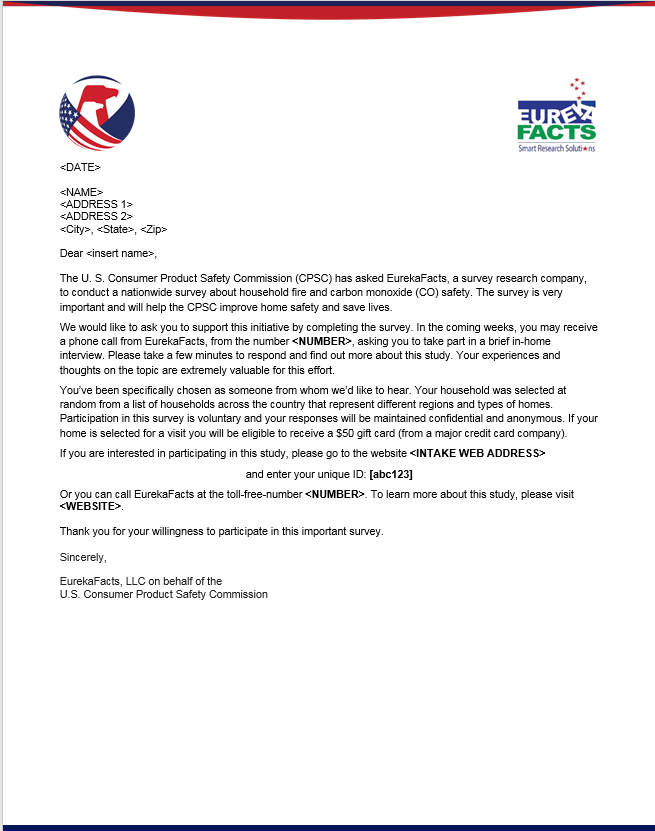 EUREKA
FACTS
Smart Research Solutions
<DATE>
<NAME>
<ADDRESS 1>
<ADDRESS 2>
<City>, <State>, <Zip>
Dear <insert name>,
The U. S. Consumer Product Safety Commission (CPSC) has asked EurekaFacts, a survey research company,
to conduct a nationwide survey about household fire and carbon monoxide (CO) safety. The survey is very
important and will help the CPSC improve home safety and save lives.
We would like to ask you to support this initiative by completing the survey. In the coming weeks, you may receive
a phone call from EurekaFacts, from the number <NUMBER>, asking you to take part in a brief in-home
interview. Please take a few minutes to respond and find out more about this study. Your experiences and
thoughts on the topic are extremely valuable for this effort.
You've been specifically chosen as someone from whom we'd like to hear. Your household was selected at
random from a list of households across the country that represent different regions and types of homes.
Participation in this survey is voluntary and your responses will be maintained confidential and anonymous. If your
home is selected for a visit you will be eligible to receive a $50 gift card (from a major credit card company).
If you are interested in participating in this study, please go to the website <INTAKE WEB ADDRESS>
and enter your unique ID: [abc123]
Or you can call EurekaFacts at the toll-free-number <NUMBER>. To learn more about this study, please visit
<WEBSITE>.
Thank you for your willingness to participate in this important survey.
Sincerely,
EurekaFacts, LLC on behalf of the
U.S. Consumer Product Safety Commission